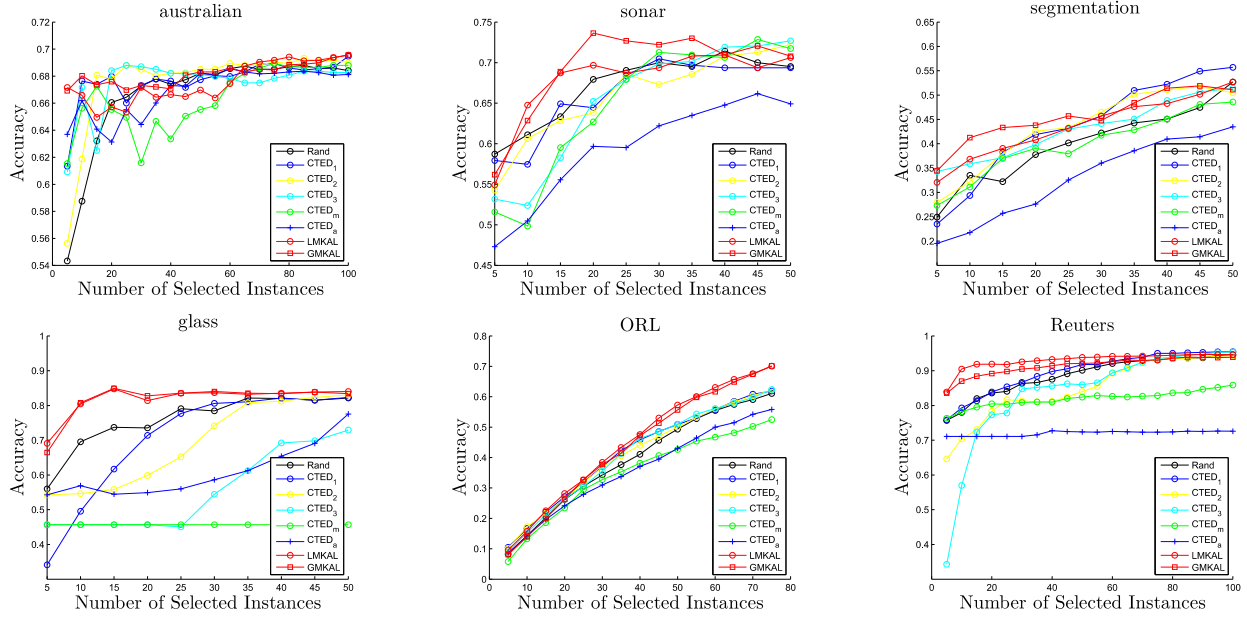 australian
0.72
0.7
0.68
0.66
0.64
0.62
0.6
0.58
0.56
0.54
Accuracy
Rand
CTED1
CTED2
CTED3
CTEDm
CTEDa
LMKAL
GMKAL
0 20 40 60 80 100
Number of Selected Instances
sonar
0.75
0.7
0.65
0.6
0.55
0.5
0.45
Accuracy
Rand
CTED1
CTED2
CTED3
CTEDm
CTEDa
LMKAL
GMKAL
5 10 15 20 25 30 35 40 45 50
Number of Selected Instances
segmentation
0.65
0.6
0.55
0.5
0.45
0.4
0.35
0.3
0.25
0.2
Accuracy
Rand
CTED1
CTED2
CTED3
CTEDm
CTEDa
LMKAL
GMKAL
5 10 15 20 25 30 35 40 45 50
Number of Selected Instances
glass
1
0.9
0.8
0.7
0.6
0.5
0.4
Accuracy
Rand
CTED1
CTED2
CTED3
CTEDm
CTEDa
LMKAL
GMKAL
5 10 15 20 25 30 35 40 45 50
Number of Selected Instances
ORL
0.8
0.7
0.6
0.5
0.4
0.3
0.2
0.1
0
Accuracy
Rand
CTED1
CTED2
CTED3
CTEDm
CTEDa
LMKAL
GMKAL
0 10 20 30 40 50 60 70 80
Number of Selected Instances
Reuters
1
0.9
0.8
0.7
0.6
0.5
0.4
Accuracy
Rand
CTED1
CTED2
CTED3
CTEDm
CTEDa
LMKAL
GMKAL
0 20 40 60 80 100
Number of Selected Instances